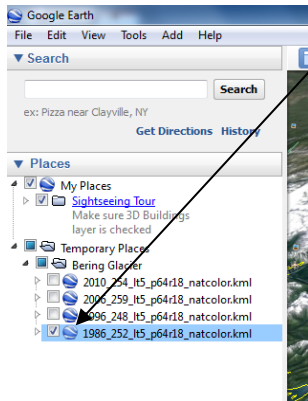 Google Earth
File Edit View Tools Add Help
Search
Search
ex: Pizza near Clayville, NY
Get Directions History
Places
My Places
Sightseeing Tour
Make sure 3D Buildings
layer is checked
Temporary Places
Bering Glacier
2010_254_lt5_p64r18_natcolor.kml
2006_259_lt5_p64r18_natcolor.kml
1996_248_lt5_p64r18_natcolor.kml
1986_252_lt5_p64r18_natcolor.kml